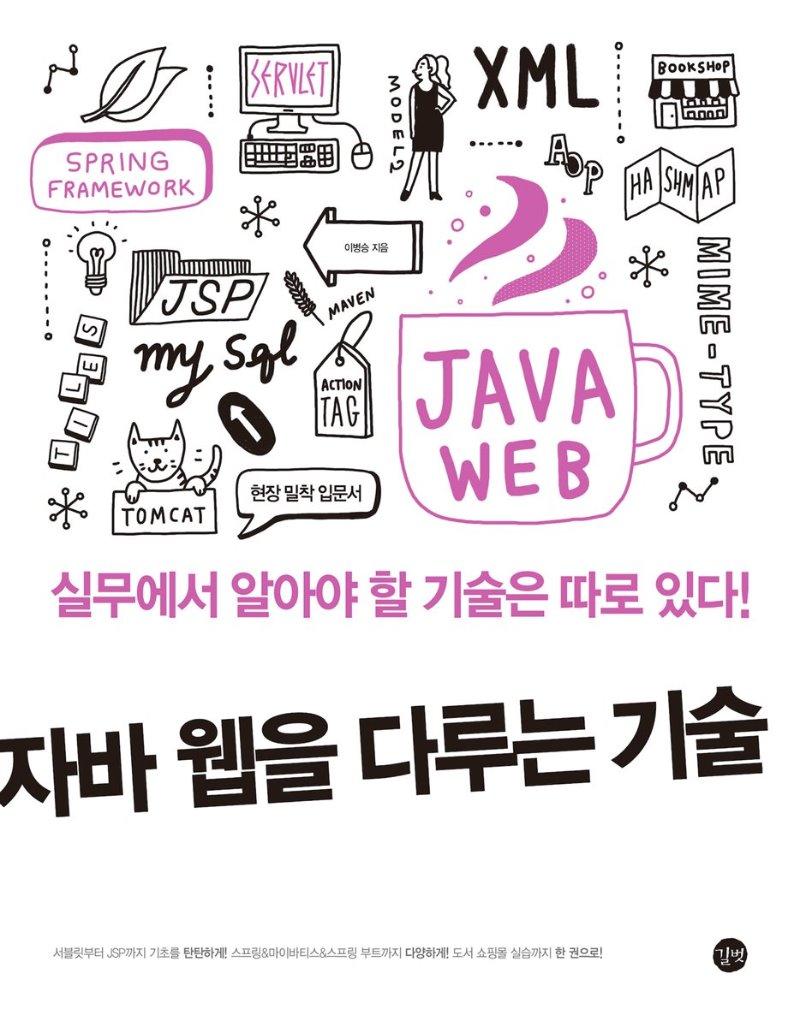 SERVLET
MODEL2
XML
BOOKSHOP
SPRING
FRAMEWORK
AOP
HASHMAP
이병승 지음
MIME-TYPE
JSP
MAVEN
my Sql
TILES
ACTION
TAG
JAVA
WEB
TOMCAT
현장 밀착 입문서
실무에서 알아야 할 기술은 따로 있다!
자바 웹을 다루는 기술
서블릿부터 JSP까지 기초를 탄탄하게! 스프링&마이바티스&스프링 부트까지 다양하게! 도서 쇼핑몰 실습까지 한 권으로!
길벗